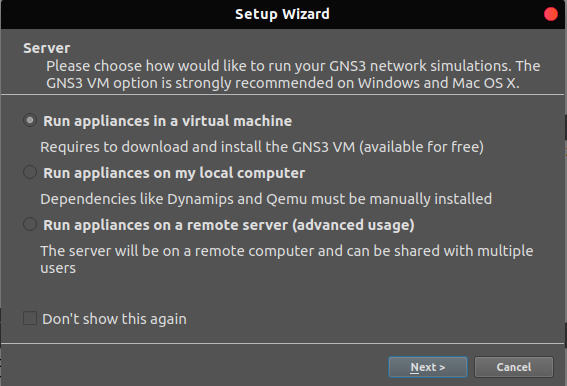 Setup Wizard
Server
Please choose how would like to run your GNS3 network simulations. The
GNS3 VM option is strongly recommended on Windows and Mac OS X.
Run appliances in a virtual machine
Requires to download and install the GNS3 VM (available for free)
Run appliances on my local computer
Dependencies like Dynamips and Qemu must be manually installed
Run appliances on a remote server (advanced usage)
The server will be on a remote computer and can be shared with multiple
users
Don't show this again
Next >
Cancel